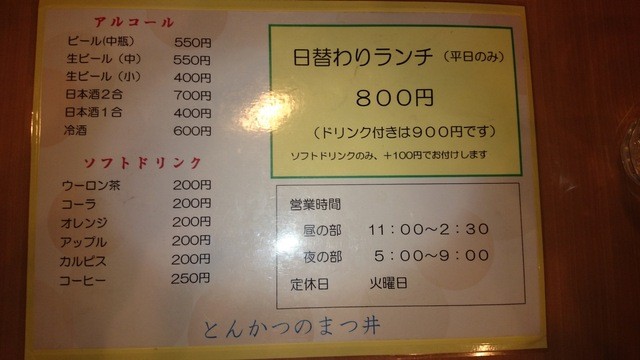 アルコール
ビール(中瓶) 550円
生ビール（中） 550円
生ビール（小） 400円
日本酒２合 700円
日本酒１合 400円
冷酒 600円
ソフトドリンク
ウーロン茶 200円
コーラ 200円
オレンジ 200円
アップル 200円
カルピス 200円
コーヒー 250円
日替わりランチ（平日のみ）
８００円
（ドリンク付きは９００円です）
ソフトドリンクのみ、＋100円でお付けします
営業時間
昼の部 １１：００～２：３０
夜の部 ５：００～９：００
定休日 火曜日
とんかつのまつ井